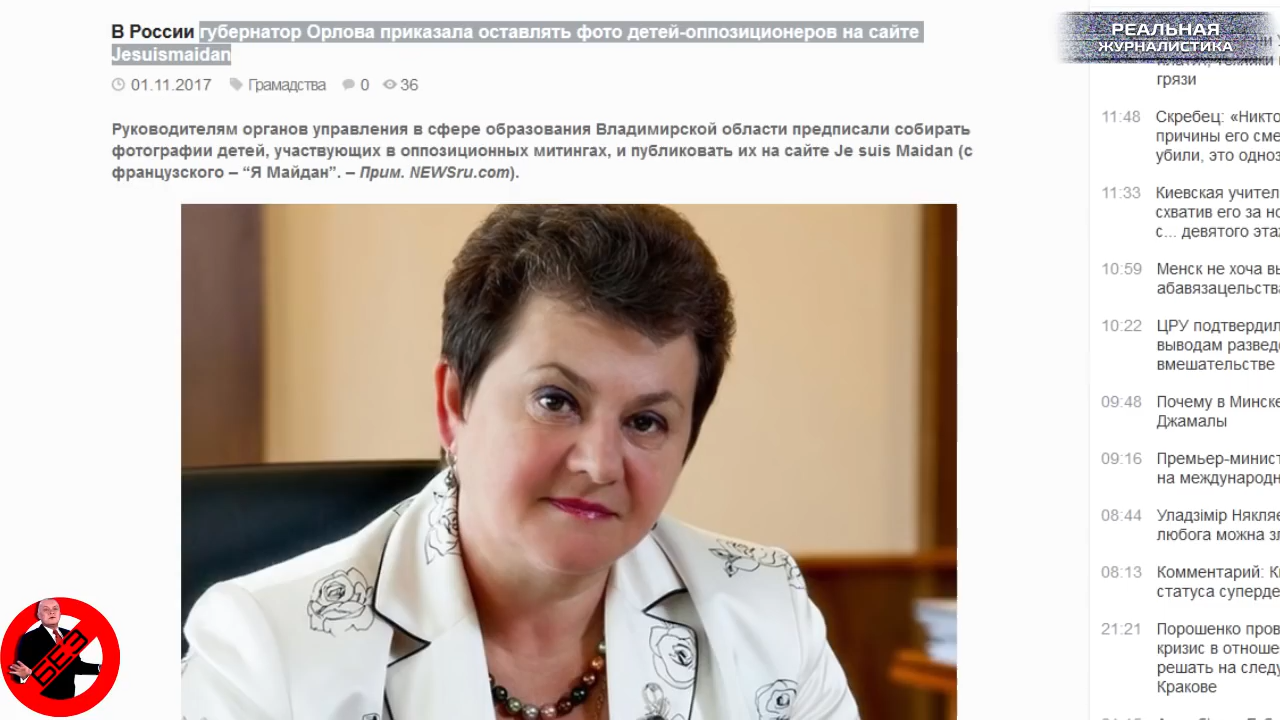 В России губернатор Орлова приказала оставлять фото детей-оппозиционеров на сайте
Jesuismaidan
01.11.2017 Грамадства 0 36
Руководителям органов управления в сфере образования Владимирской области предписали собирать
фотографии детей, участвующих в оппозиционных митингах, и публиковать их на сайте Je suis Maidan (с
французского – “Я Майдан”. – Прим. NEWSru.com).
РЕАЛЬНАЯ
ЖУРНАЛИСТИКА
грязи
11:48 Скребец: «Никто
причины его сме
убили, это одноз
11:33 Киевская учител
схватив его за но
с... девятого эта
10:59 Менск не хоча вы
абавязацельства
10:22 ЦРУ подтвердил
выводам разведо
вмешательстве
09:48 Почему в Минске
Джамалы
09:16 Премьер-минист
на международн
08:44 Уладзімір Някляе
любога можна зл
08:13 Комментарий: К
статуса суперде
21:21 Порошенко пров
кризис в отноше
решать на следу
Кракове
БЕЗ